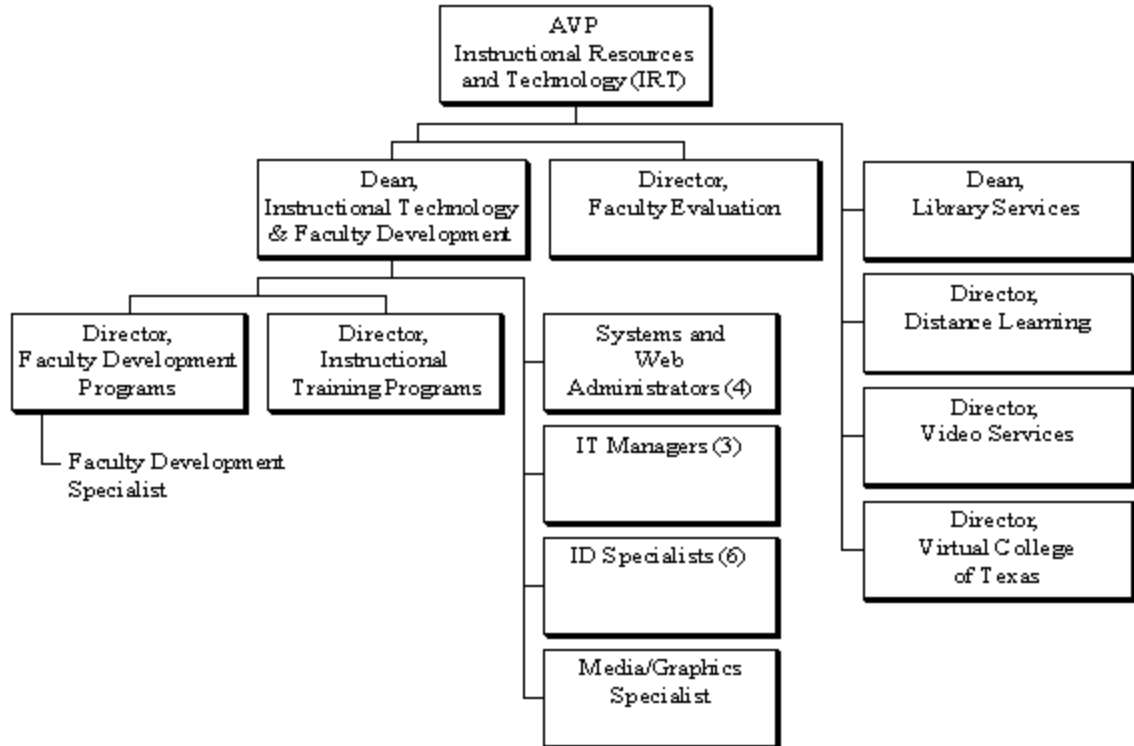 AVP
Instructional Resources
and Technology (IRT)
Dean,
Instructional Technology
& Faculty Development
Director,
Faculty Evaluation
Dean,
Library Services
Director,
Distance Learning
Director,
Video Services
Director,
Virtual College
of Texas
Director,
Faculty Development
Programs
Director,
Instructional
Training Programs
Faculty Development
Specialist
Systems and
Web
Administrators (4)
IT Managers (3)
ID Specialists (6)
Media/Graphics
Specialist